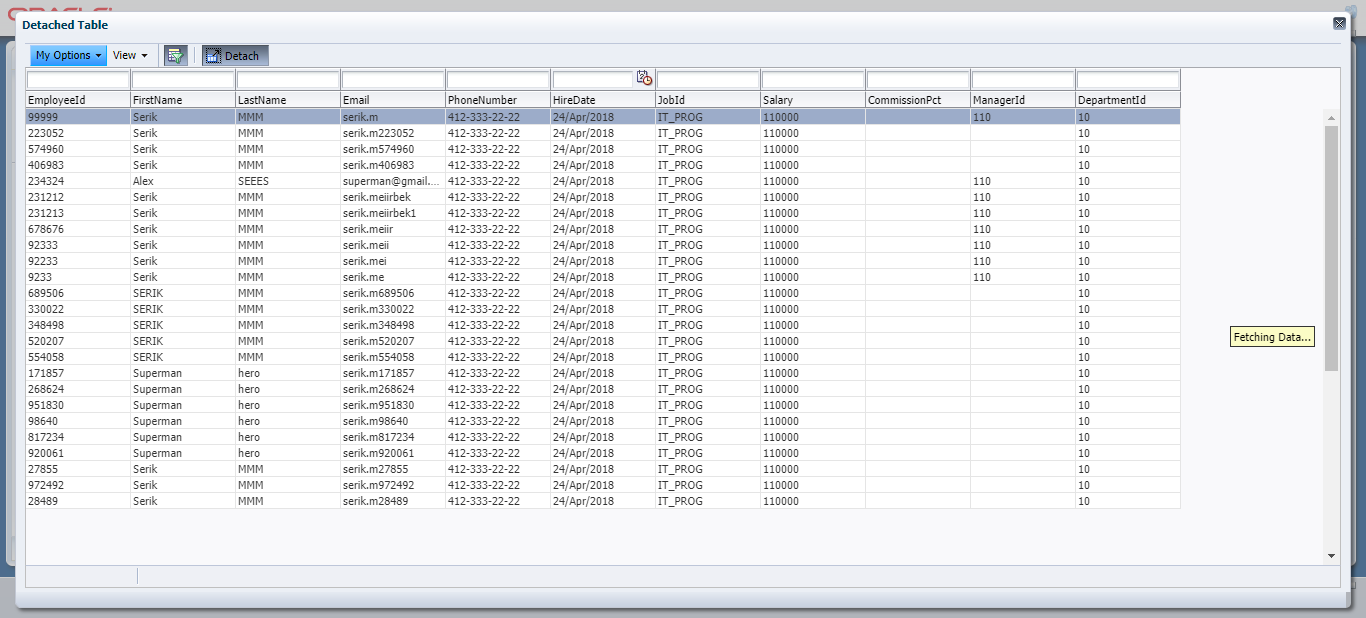 ORACLE
Detached Table
My Options View Detach
EmployeeId FirstName LastName Email PhoneNumber HireDate JobId Salary CommissionPct ManagerId DepartmentId
99999 Serik MMM serik.m 412-333-22-22 24/Apr/2018 IT_PROG 110000 110 10
223052 Serik MMM serik.m223052 412-333-22-22 24/Apr/2018 IT_PROG 110000 10
574960 Serik MMM serik.m574960 412-333-22-22 24/Apr/2018 IT_PROG 110000 10
406983 Serik MMM serik.m406983 412-333-22-22 24/Apr/2018 IT_PROG 110000 10
234324 Alex SEEES superman@gmail.... 412-333-22-22 24/Apr/2018 IT_PROG 110000 110 10
231212 Serik MMM serik.meiirbek 412-333-22-22 24/Apr/2018 IT_PROG 110000 110 10
231213 Serik MMM serik.meiirbek1 412-333-22-22 24/Apr/2018 IT_PROG 110000 110 10
678676 Serik MMM serik.meiir 412-333-22-22 24/Apr/2018 IT_PROG 110000 110 10
92333 Serik MMM serik.meii 412-333-22-22 24/Apr/2018 IT_PROG 110000 110 10
92233 Serik MMM serik.mei 412-333-22-22 24/Apr/2018 IT_PROG 110000 110 10
9233 Serik MMM serik.me 412-333-22-22 24/Apr/2018 IT_PROG 110000 110 10
689506 SERIK MMM serik.m689506 412-333-22-22 24/Apr/2018 IT_PROG 110000 10
330022 SERIK MMM serik.m330022 412-333-22-22 24/Apr/2018 IT_PROG 110000 10
348498 SERIK MMM serik.m348498 412-333-22-22 24/Apr/2018 IT_PROG 110000 10
Fetching Data...
520207 SERIK MMM serik.m520207 412-333-22-22 24/Apr/2018 IT_PROG 110000 10
554058 SERIK MMM serik.m554058 412-333-22-22 24/Apr/2018 IT_PROG 110000 10
171857 Superman hero serik.m171857 412-333-22-22 24/Apr/2018 IT_PROG 110000 10
268624 Superman hero serik.m268624 412-333-22-22 24/Apr/2018 IT_PROG 110000 10
951830 Superman hero serik.m951830 412-333-22-22 24/Apr/2018 IT_PROG 110000 10
98640 Superman hero serik.m98640 412-333-22-22 24/Apr/2018 IT_PROG 110000 10
817234 Superman hero serik.m817234 412-333-22-22 24/Apr/2018 IT_PROG 110000 10
920061 Superman hero serik.m920061 412-333-22-22 24/Apr/2018 IT_PROG 110000 10
27855 Serik MMM serik.m27855 412-333-22-22 24/Apr/2018 IT_PROG 110000 10
972492 Serik MMM serik.m972492 412-333-22-22 24/Apr/2018 IT_PROG 110000 10
28489 Serik MMM serik.m28489 412-333-22-22 24/Apr/2018 IT_PROG 110000 10